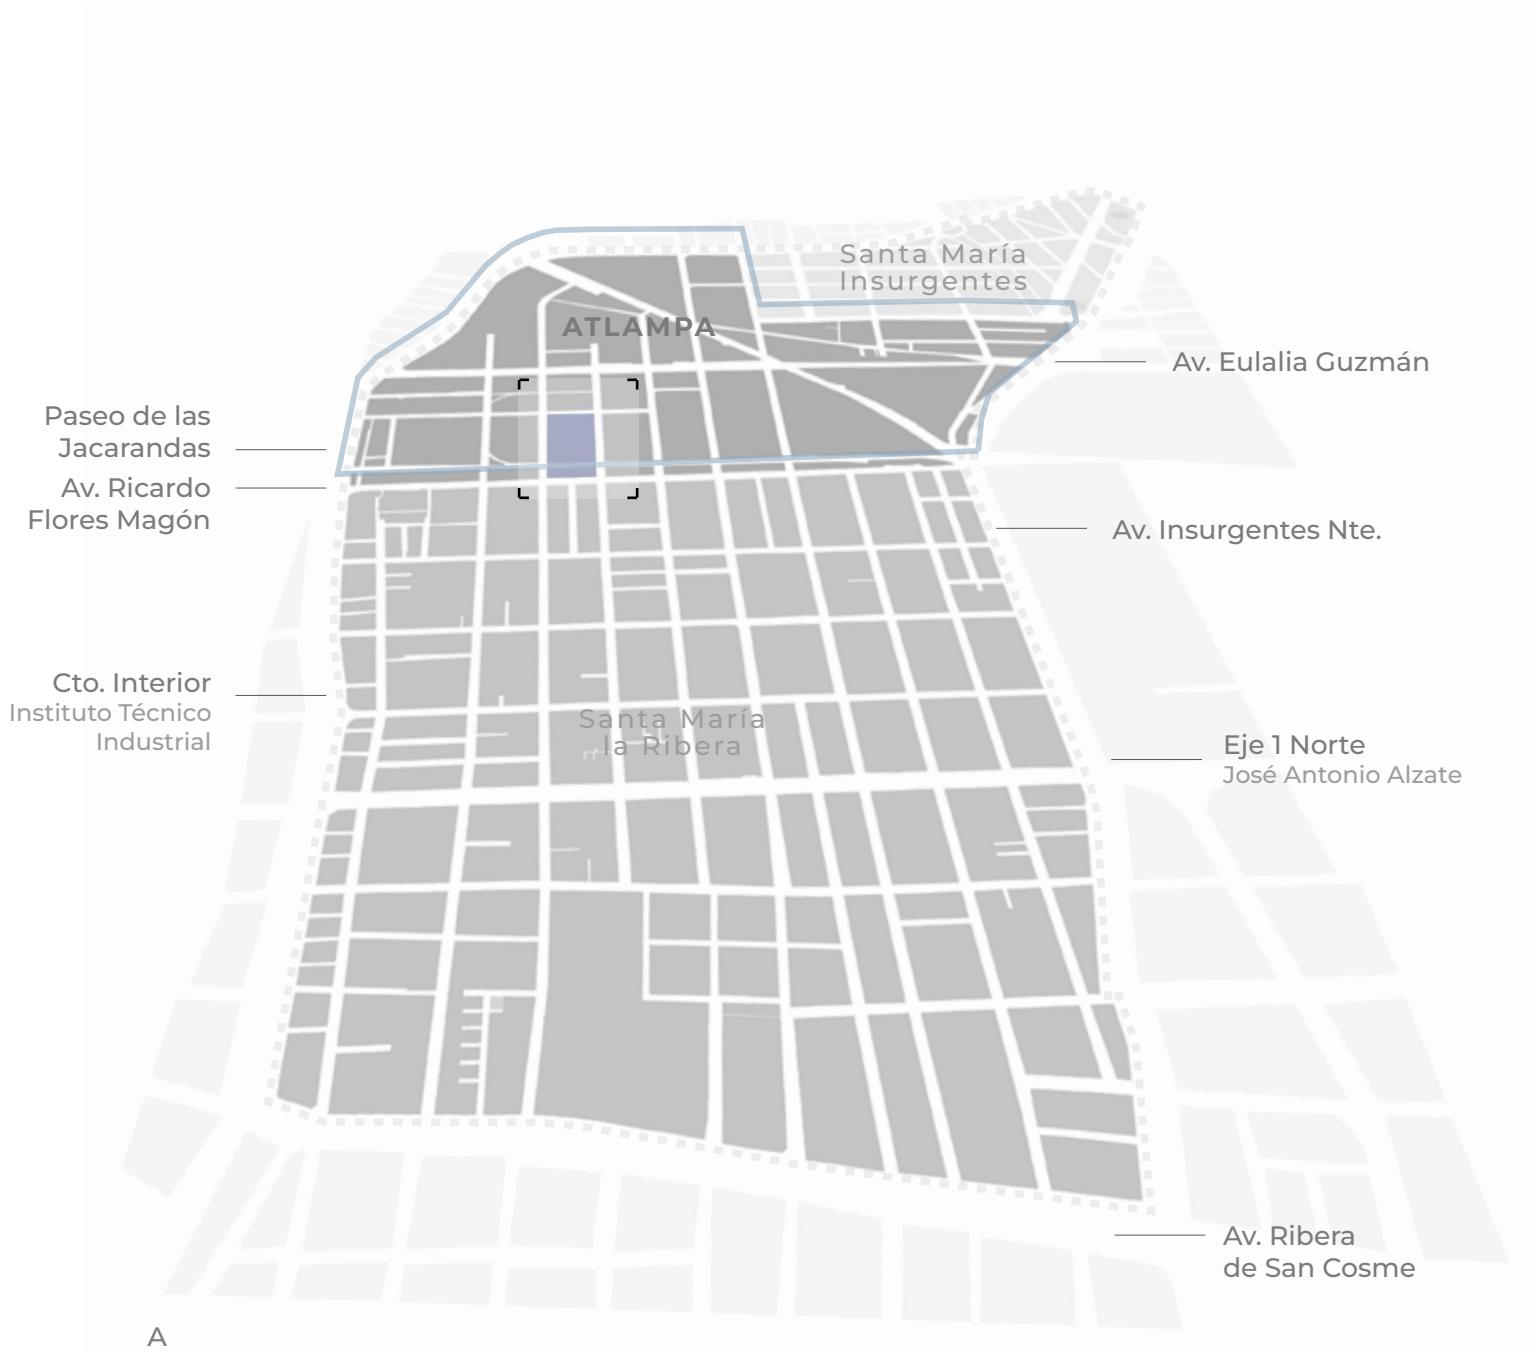 Santa María
Insurgentes
ATLAMPA
Av. Eulalia Guzmán
Paseo de las
Jacarandas
Av. Ricardo
Flores Magón
Av. Insurgentes Nte.
Cto. Interior
Instituto Técnico
Industrial
Santa María
la Ribera
Eje 1 Norte
José Antonio Alzate
Av. Ribera
de San Cosme
A